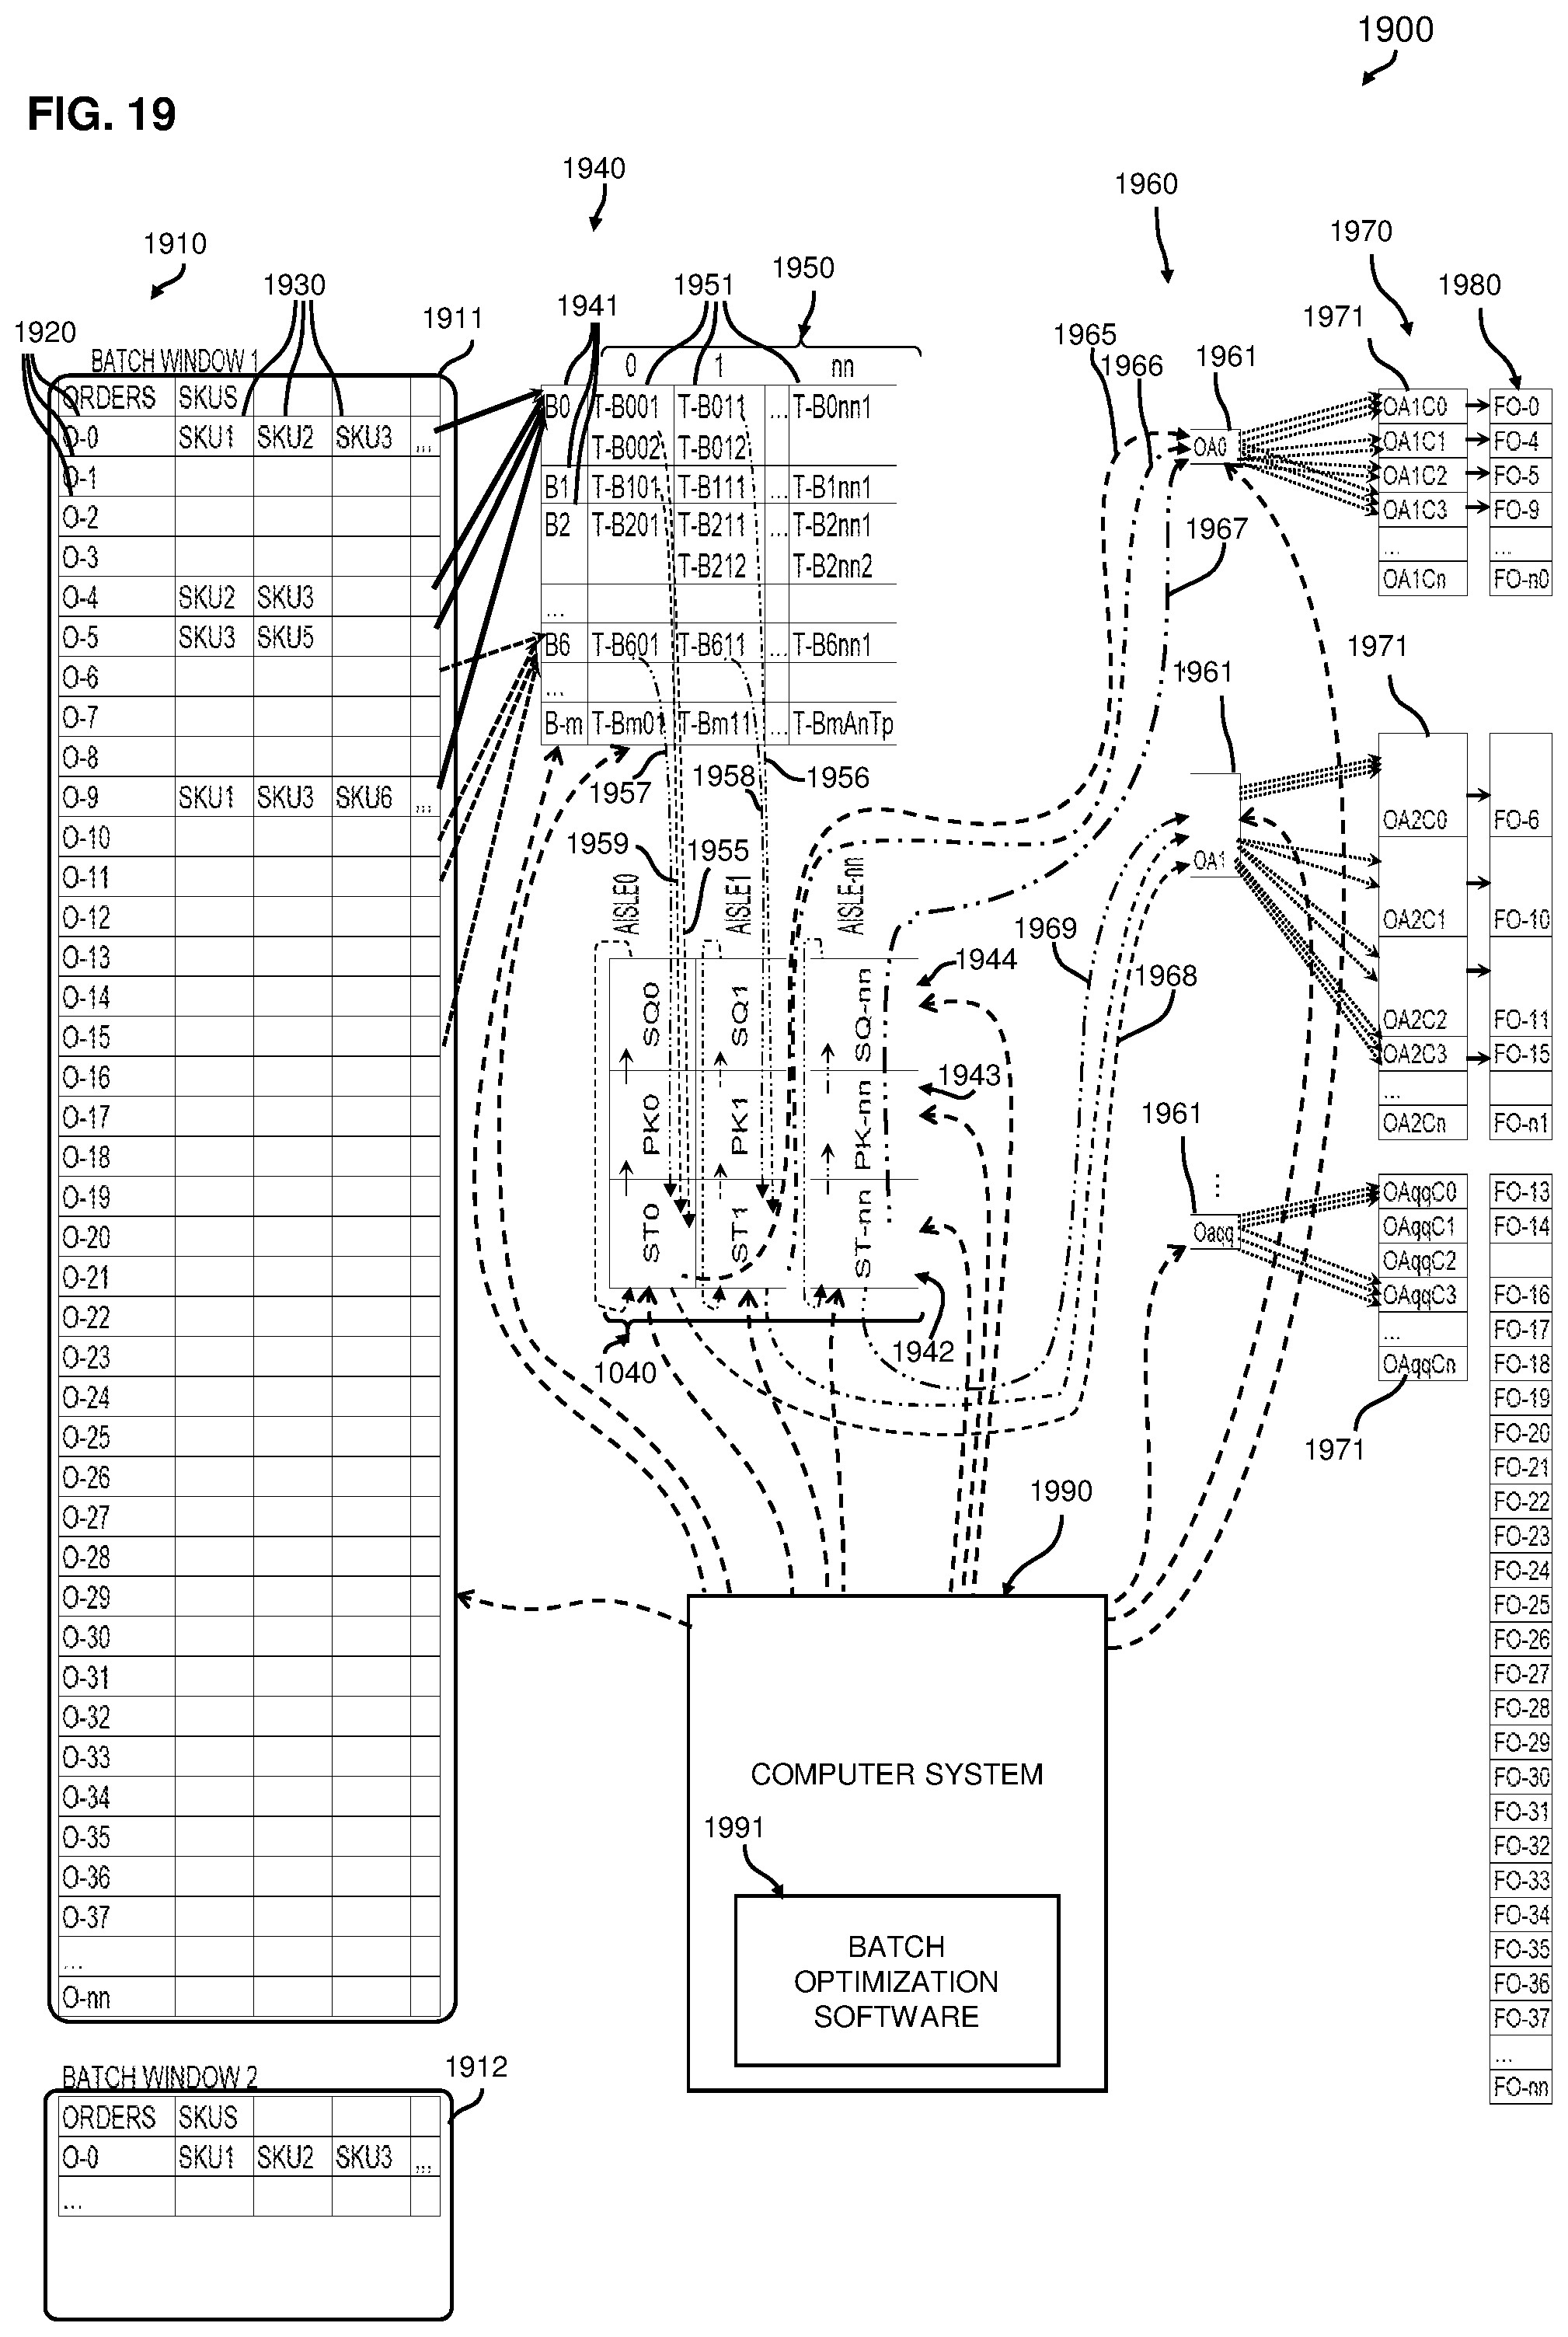 1900
FIG. 19
1940
1960
1910
1970
1930
1950
1951
1980
1941
1971
1911
1920
1965
1961
1966
BATCH WINDOW 1
0 1 nn
ORDERS SKUS
O-0 SKU1 SKU2 SKU3 ...
O-1
O-2
O-3
O-4 SKU2 SKU3
O-5 SKU3 SKU5
O-6
O-7
O-8
O-9 SKU1 SKU3 SKU6 ...
O-10
O-11
O-12
O-13
O-14
O-15
O-16
O-17
O-18
O-19
O-20
O-21
O-22
O-23
O-24
O-25
O-26
O-27
O-28
O-29
O-30
O-31
O-32
O-33
O-34
O-35
O-36
O-37
...
O-nn
BATCH WINDOW 2
1912
ORDERS SKUS
O-0 SKU1 SKU2 SKU3 ...
...
B0 T-B001 T-B011 ... T-B0nn1
T-B002 T-B012
B1 T-B101 T-B111 ... T-B1nn1
B2 T-B201 T-B211 ... T-B2nn1
T-B212 T-B2nn2
...
B6 T-B601 T-B611 ... T-B6nn1
...
B-m T-Bm01 T-Bm11 ... T-BmAnTp
1957
1958
1956
1959
1955
AISLE0
AISLE1
AISLE-nn
SQ0 SQ1 SQ-nn
PK0 PK1 PK-nn
ST0 ST1 ST-nn
1944
1943
1942
1040
1967
1969
1968
OA0
1961
OA1
1961
...
Oaqq
OA1C0 FO-0
OA1C1 FO-4
OA1C2 FO-5
OA1C3 FO-9
... ...
OA1Cn FO-n0
1971
OA2C0 FO-6
OA2C1 FO-10
OA2C2 FO-11
OA2C3 FO-15
...
OA2Cn FO-n1
OAqqC0 FO-13
OAqqC1 FO-14
OAqqC2
OAqqC3 FO-16
... FO-17
OAqqCn FO-18
1971
FO-19
FO-20
FO-21
FO-22
FO-23
FO-24
FO-25
FO-26
FO-27
FO-28
FO-29
FO-30
FO-31
FO-32
FO-33
FO-34
FO-35
FO-36
FO-37
...
FO-nn
1990
COMPUTER SYSTEM
1991
BATCH
OPTIMIZATION
SOFTWARE